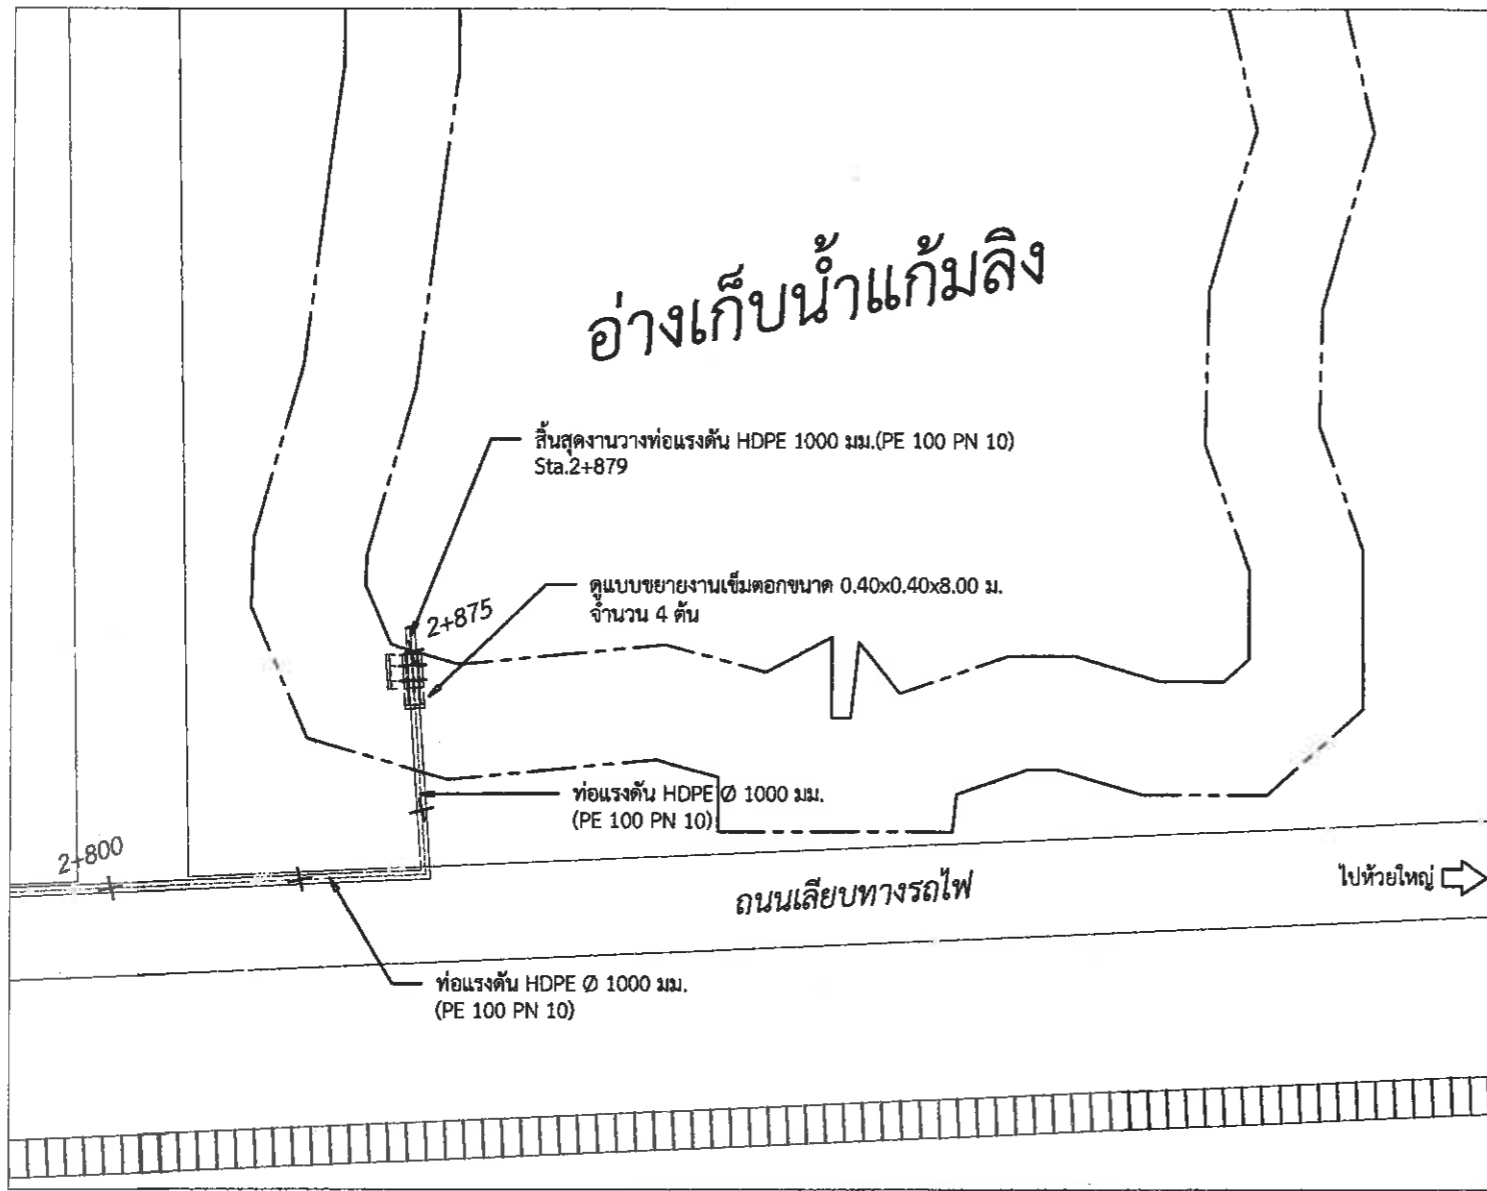 อ่างเก็บน้ำแก้มลิง
สิ้นสุดงานวางท่อแรงดัน HDPE 1000 มม.(PE 100 PN 10)
Sta.2+879
ดูแบบขยายงานเข็มตอกขนาด 0.40x0.40x8.00 ม.
จำนวน 4 ต้น
2+875
ท่อแรงดัน HDPE Ø 1000 มม.
(PE 100 PN 10)
2+800
ถนนเลียบทางรถไฟ
ไปห้วยใหญ่
ท่อแรงดัน HDPE Ø 1000 มม.
(PE 100 PN 10)